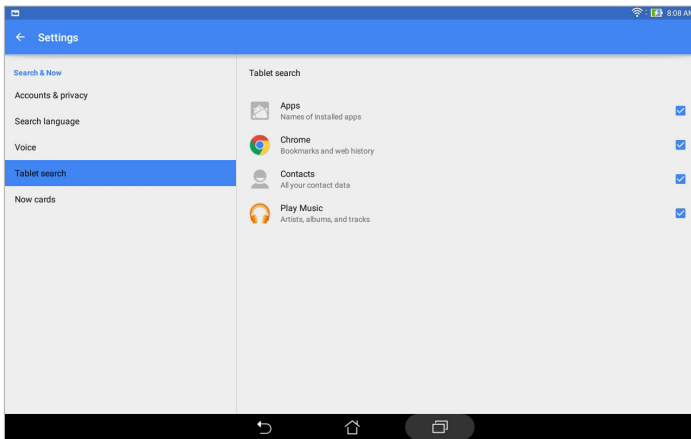 8:08 AM
Settings
Search & Now
Accounts & privacy
Search language
Voice
Tablet search
Now cards
Tablet search
Apps
Names of installed apps
Chrome
Bookmarks and web history
Contacts
All your contact data
Play Music
Artists, albums, and tracks